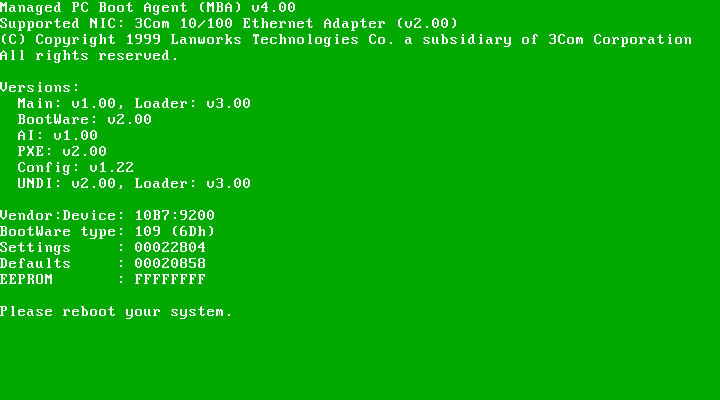 Managed PC Boot Agent (MBA) v4.00
Supported NIC: 3Com 10/100 Ethernet Adapter (v2.00)
(C) Copyright 1999 Lanworks Technologies Co. a subsidiary of 3Com Corporation
All rights reserved.
Versions:
  Main: v1.00, Loader: v3.00
  BootWare: v2.00
  AI: v1.00
  PXE: v2.00
  Config: v1.22
  UNDI: v2.00, Loader: v3.00
Vendor:Device: 10B7:9200
BootWare type: 109 (6Dh)
Settings     : 00022804
Defaults     : 00020858
EEPROM       : FFFFFFFF
Please reboot your system.